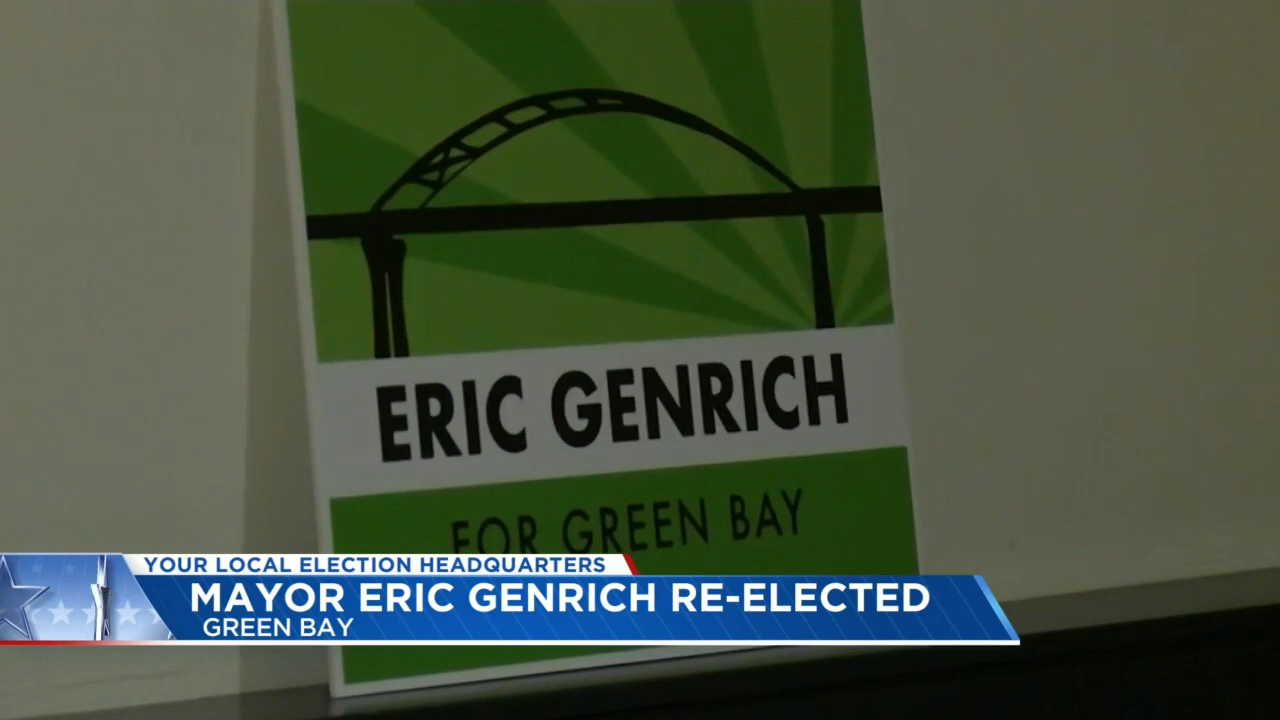 ERIC GENRICH
FOR GREEN BAY
YOUR LOCAL ELECTION HEADQUARTERS
MAYOR ERIC GENRICH RE-ELECTED
GREEN BAY